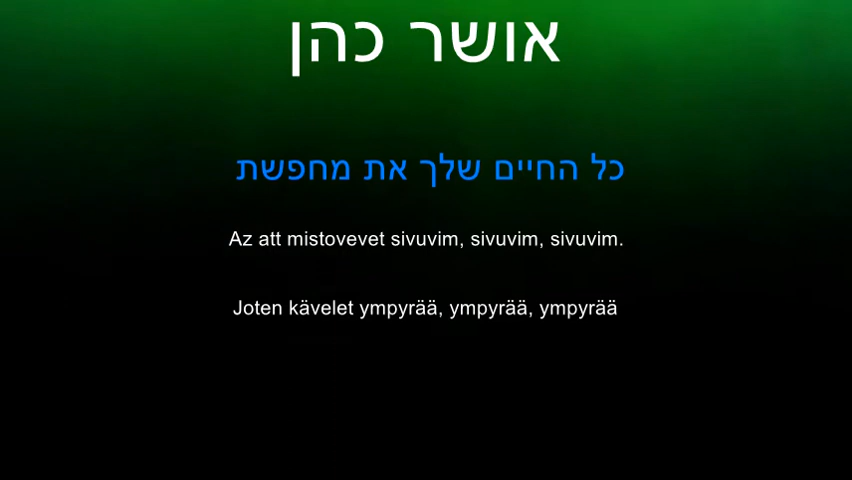 אושר כהן
כל החיים שלך את מחפשת
Az att mistovevet sivuvim, sivuvim, sivuvim.
Joten kävelet ympyrää, ympyrää, ympyrää